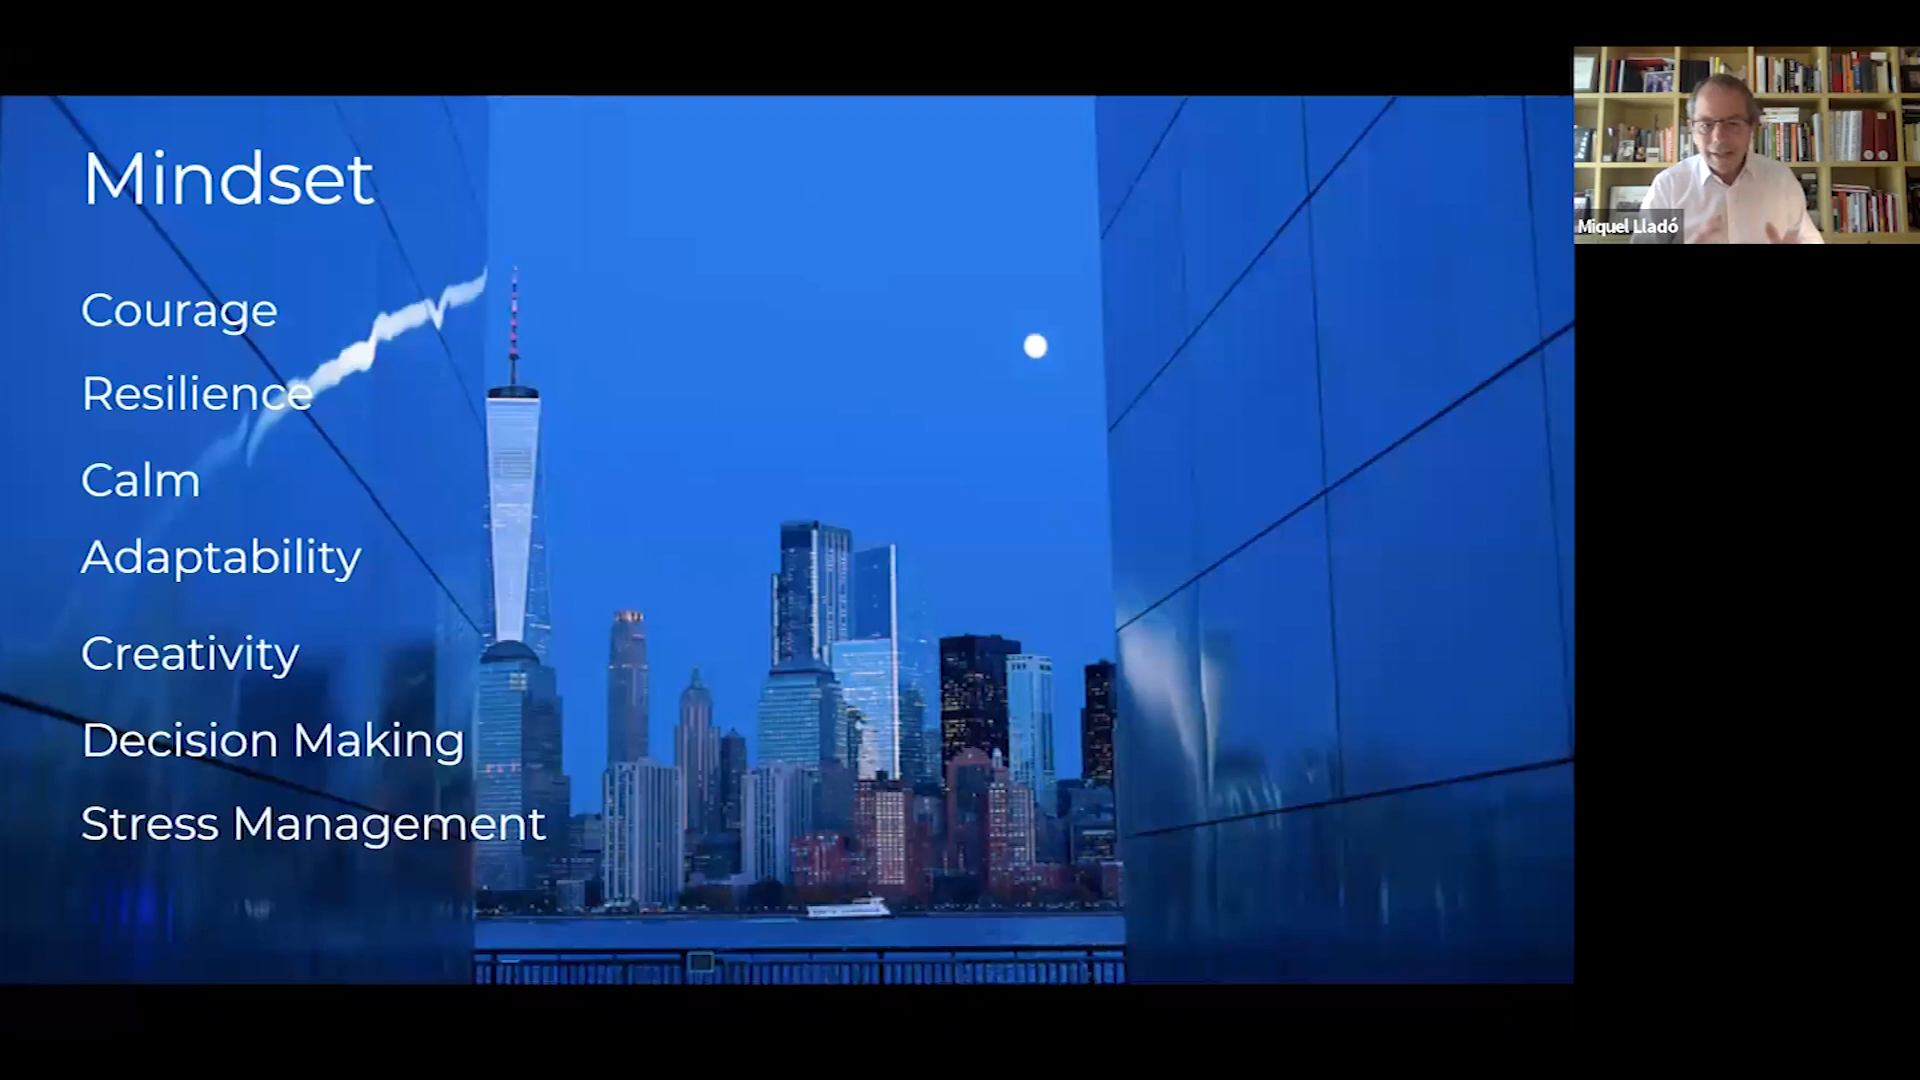 Mindset
Courage
Resilience
Calm
Adaptability
Creativity
Decision Making
Stress Management
Miquel Lladó